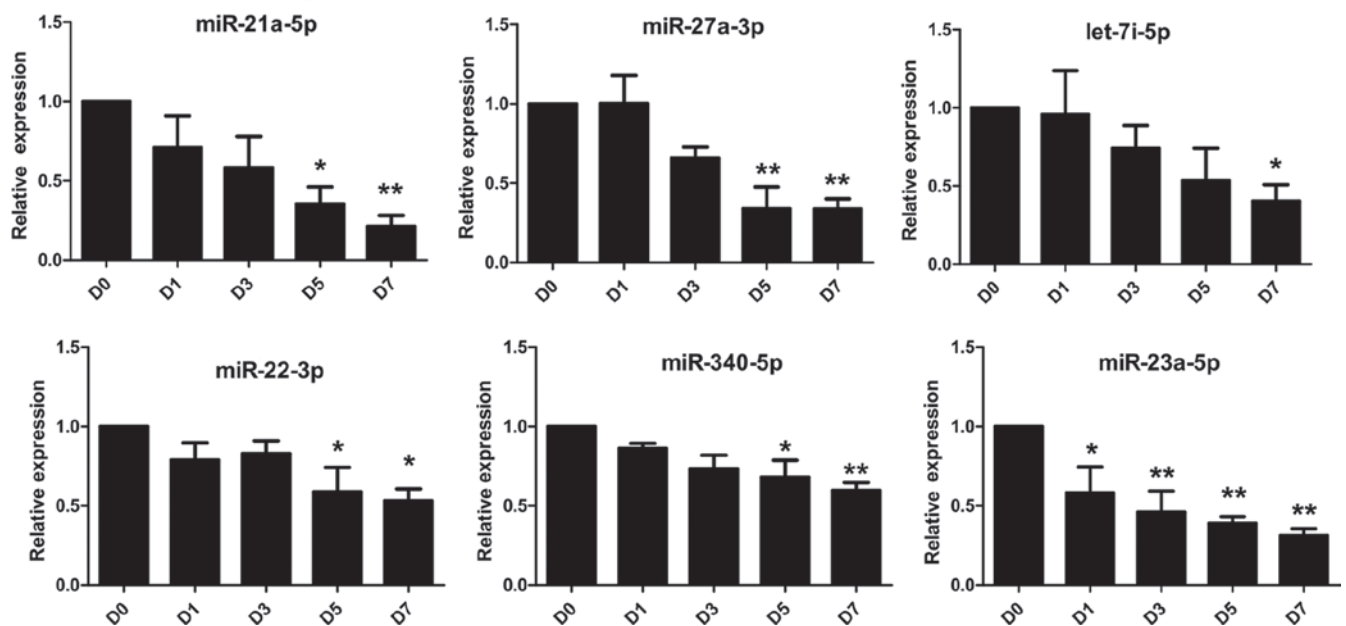 miR-21a-5p
Relative expression
1.5
1.0
0.5
0.0
*
**
D0 D1 D3 D5 D7
miR-27a-3p
Relative expression
1.5
1.0
0.5
0.0
**
**
D0 D1 D3 D5 D7
let-7i-5p
Relative expression
1.5
1.0
0.5
0.0
*
D0 D1 D3 D5 D7
miR-22-3p
Relative expression
1.5
1.0
0.5
0.0
*
*
D0 D1 D3 D5 D7
miR-340-5p
Relative expression
1.5
1.0
0.5
0.0
*
**
D0 D1 D3 D5 D7
miR-23a-5p
Relative expression
1.5
1.0
0.5
0.0
*
**
**
**
D0 D1 D3 D5 D7